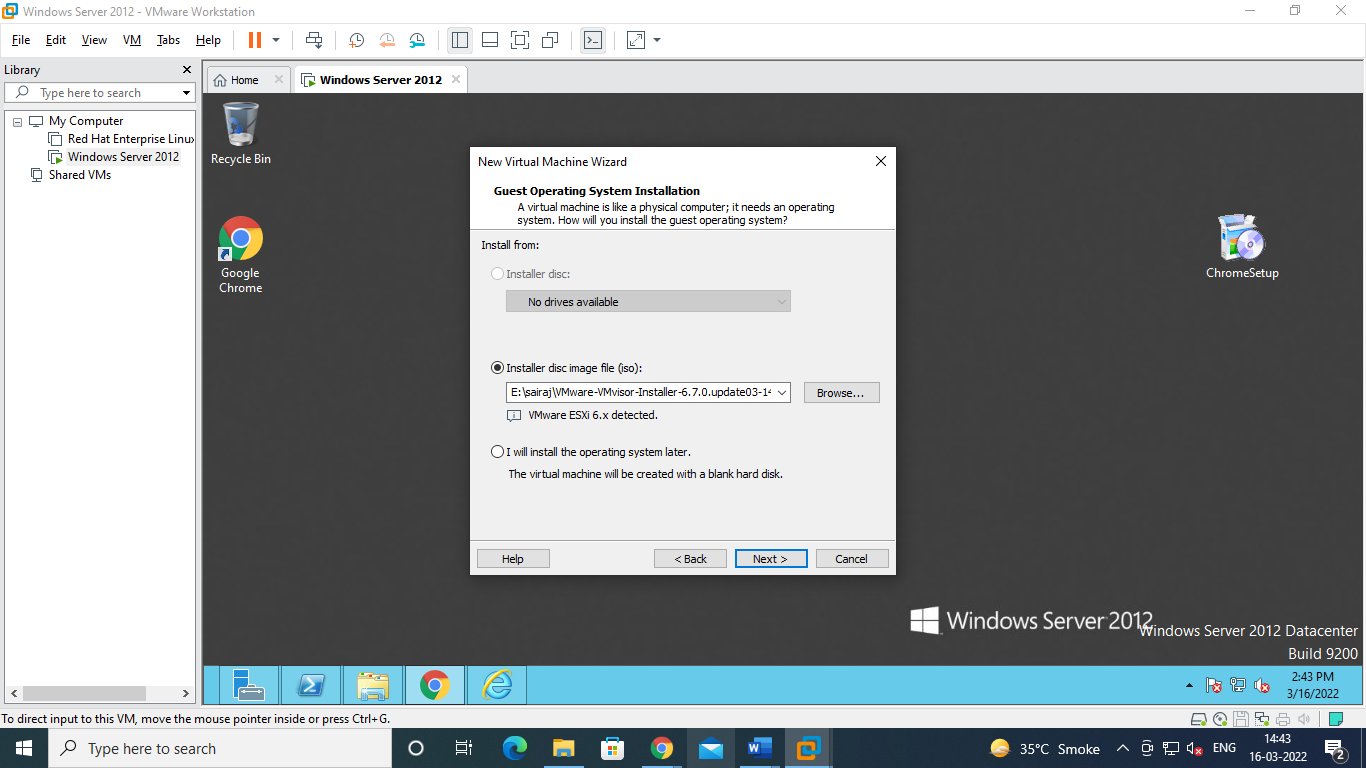 Windows Server 2012 - VMware Workstation
File Edit View VM Tabs Help
Library
Type here to search
My Computer
Red Hat Enterprise Linux
Windows Server 2012
Shared VMs
Home
Windows Server 2012
Recycle Bin
Google
Chrome
ChromeSetup
New Virtual Machine Wizard
Guest Operating System Installation
A virtual machine is like a physical computer; it needs an operating
system. How will you install the guest operating system?
Install from:
Installer disc:
No drives available
Installer disc image file (iso):
E:\sairaj\VMware-VMvisor-Installer-6.7.0.update03-14
Browse...
VMware ESXi 6.x detected.
I will install the operating system later.
The virtual machine will be created with a blank hard disk.
Help
< Back
Next >
Cancel
Windows Server 2012
Windows Server 2012 Datacenter
Build 9200
2:43 PM
3/16/2022
To direct input to this VM, move the mouse pointer inside or press Ctrl+G.
Type here to search
35°C Smoke
ENG
14:43
16-03-2022
2